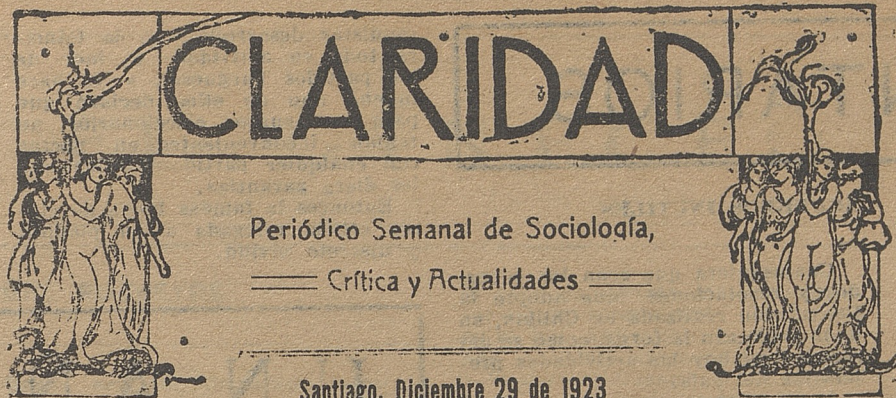 CLARIDAD
Periódico Semanal de Sociología,
Crítica y Actualidades
Santiago, Diciembre 29 de 1923